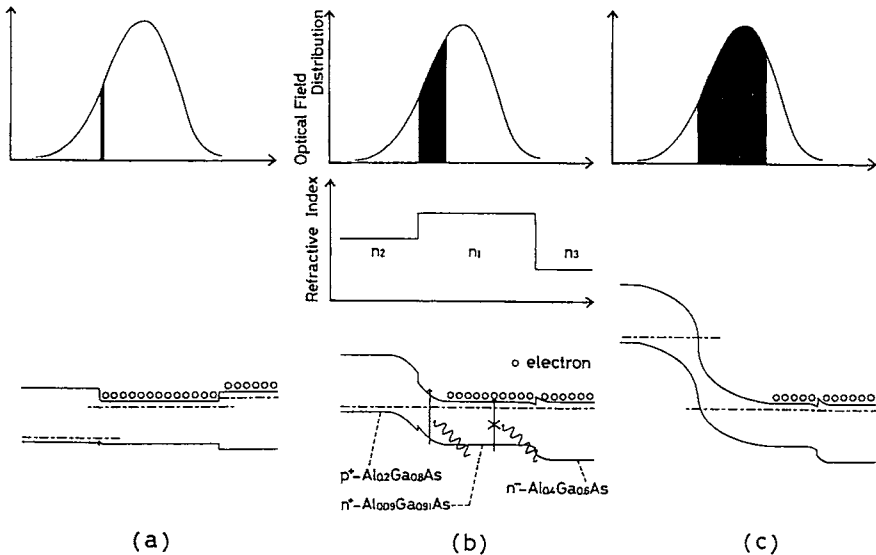 Optical Field
Distribution
Refractive Index
n2
n1
n3
o electron
p+-Al0.2Ga0.8As
n+-Al0.09Ga0.91As
n--Al0.4Ga0.6As
(a)
(b)
(c)